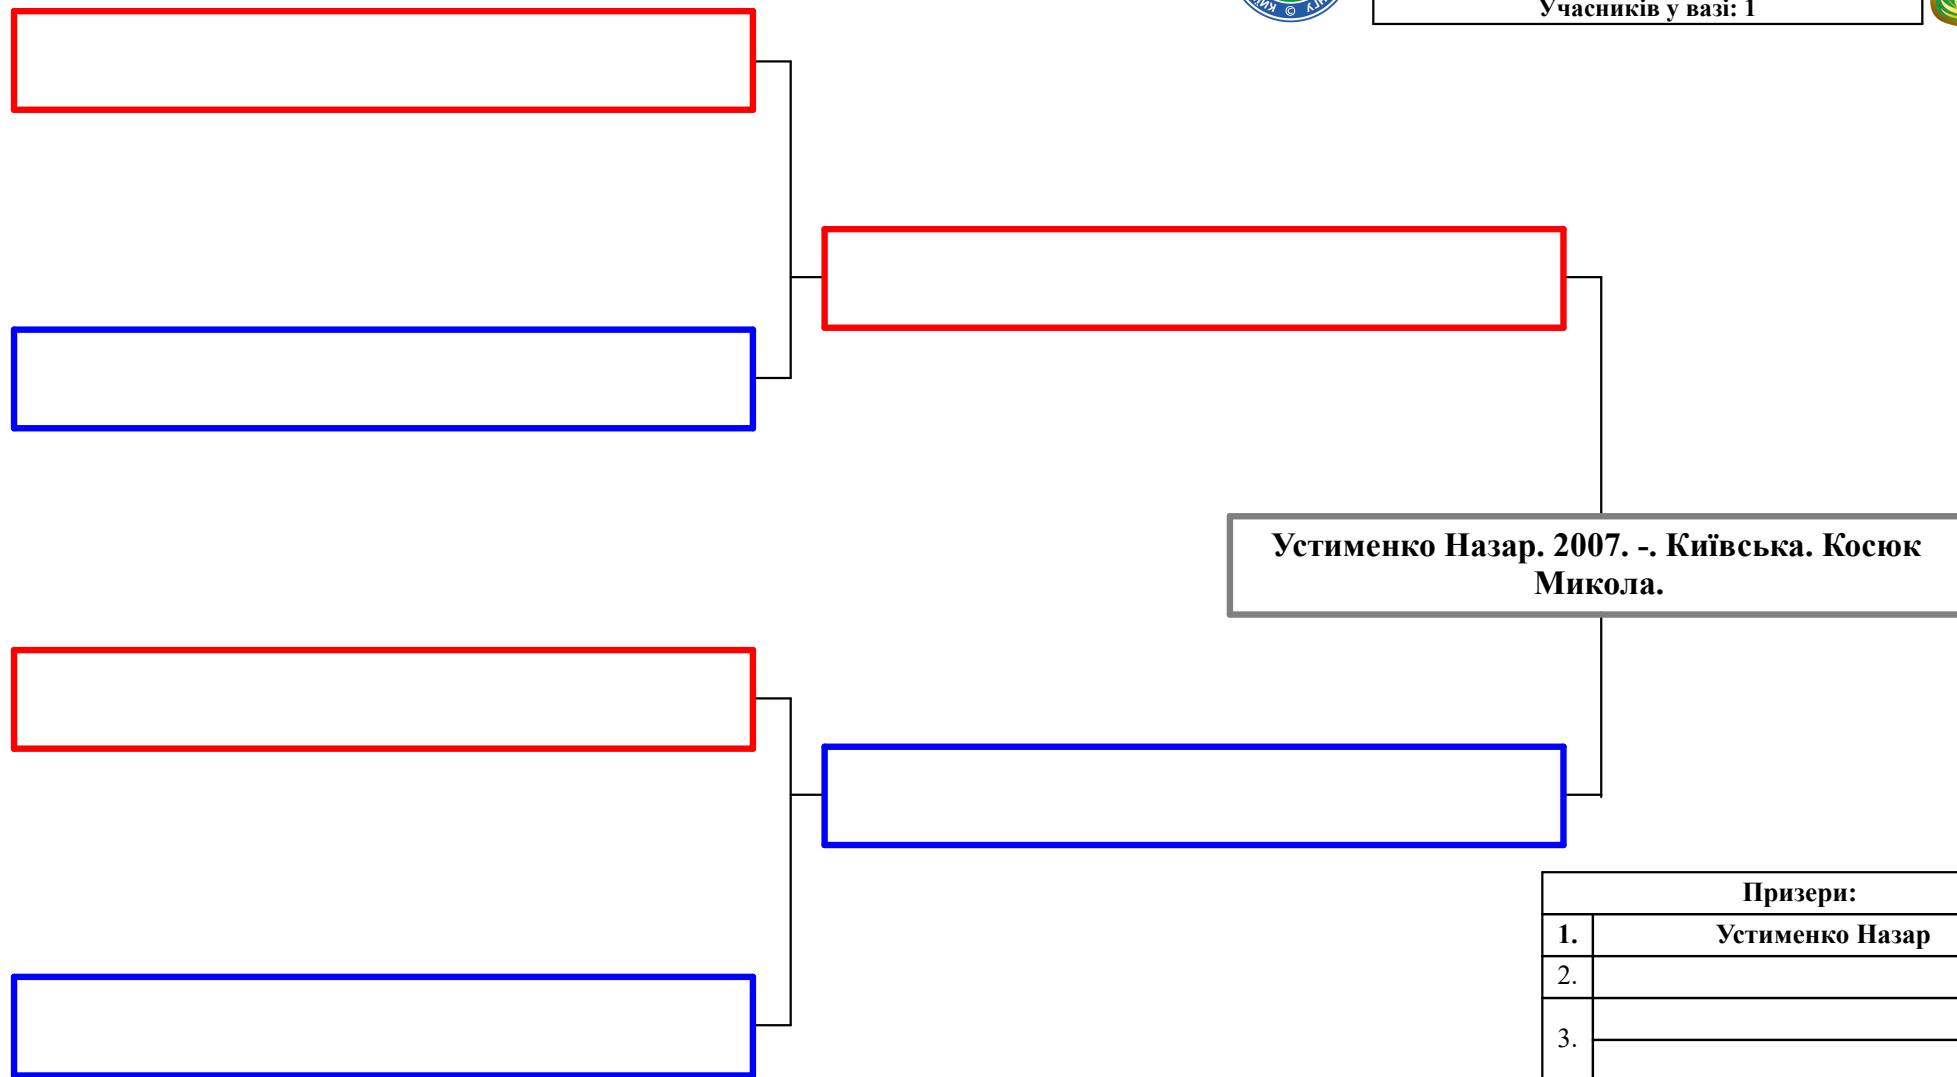 Учасників у вазі: 1
Устименко Назар. 2007. -. Київська. Косюк
Микола.
Призери:
1. Устименко Назар
2.
3.